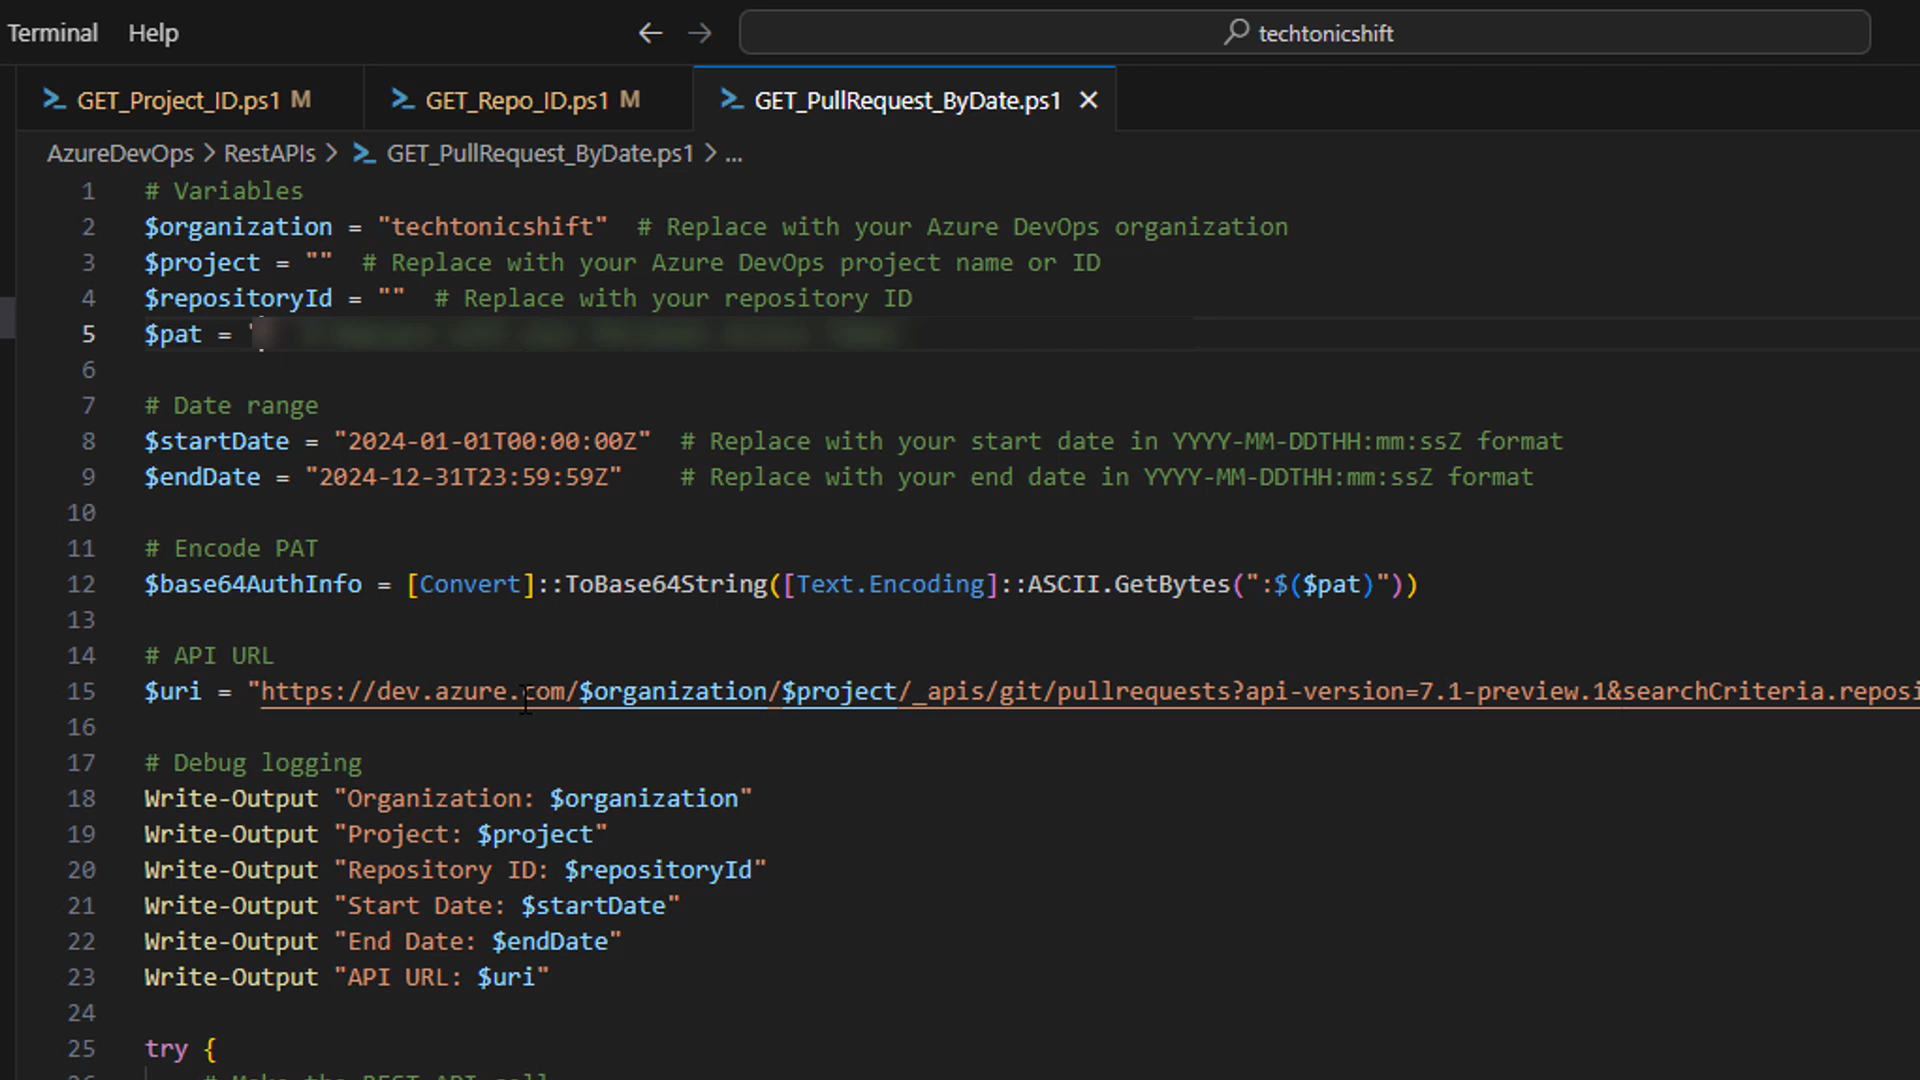 Terminal Help techtonicshift
GET_Project_ID.ps1 M GET_Repo_ID.ps1 M GET_PullRequest_ByDate.ps1
AzureDevOps > RestAPIs > GET_PullRequest_ByDate.ps1 > ...
1 # Variables
2 $organization = "techtonicshift" # Replace with your Azure DevOps organization
3 $project = "" # Replace with your Azure DevOps project name or ID
4 $repositoryId = "" # Replace with your repository ID
5 $pat =
6
7 # Date range
8 $startDate = "2024-01-01T00:00:00Z" # Replace with your start date in YYYY-MM-DDTHH:mm:ssZ format
9 $endDate = "2024-12-31T23:59:59Z" # Replace with your end date in YYYY-MM-DDTHH:mm:ssZ format
10
11 # Encode PAT
12 $base64AuthInfo = [Convert]::ToBase64String([Text.Encoding]::ASCII.GetBytes(":$($pat)"))
13
14 # API URL
15 $uri = "https://dev.azure.com/$organization/$project/_apis/git/pullrequests?api-version=7.1-preview.1&searchCriteria.reposi
16
17 # Debug logging
18 Write-Output "Organization: $organization"
19 Write-Output "Project: $project"
20 Write-Output "Repository ID: $repositoryId"
21 Write-Output "Start Date: $startDate"
22 Write-Output "End Date: $endDate"
23 Write-Output "API URL: $uri"
24
25 try {